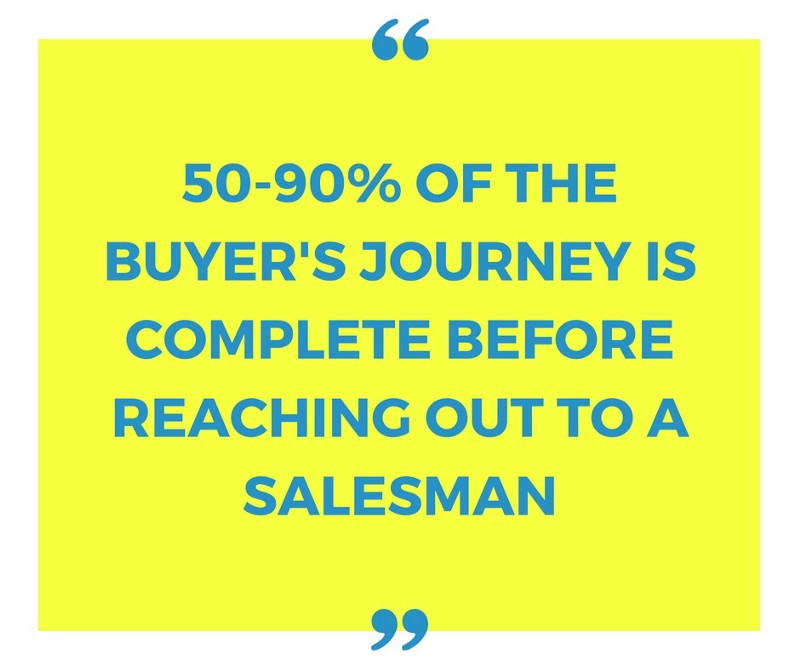 “
50-90% OF THE
BUYER'S JOURNEY IS
COMPLETE BEFORE
REACHING OUT TO A
SALESMAN
”